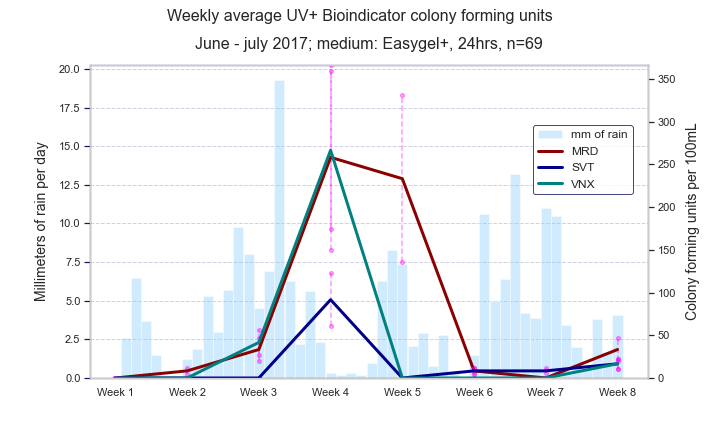 Weekly average UV+ Bioindicator colony forming units
June - july 2017; medium: Easygel+, 24hrs, n=69
Millimeters of rain per day
20.0
17.5
15.0
12.5
10.0
7.5
5.0
2.5
0.0
mm of rain
MRD
SVT
VNX
350
300
250
200
150
100
50
0
Colony forming units per 100mL
Week 1 Week 2 Week 3 Week 4 Week 5 Week 6 Week 7 Week 8